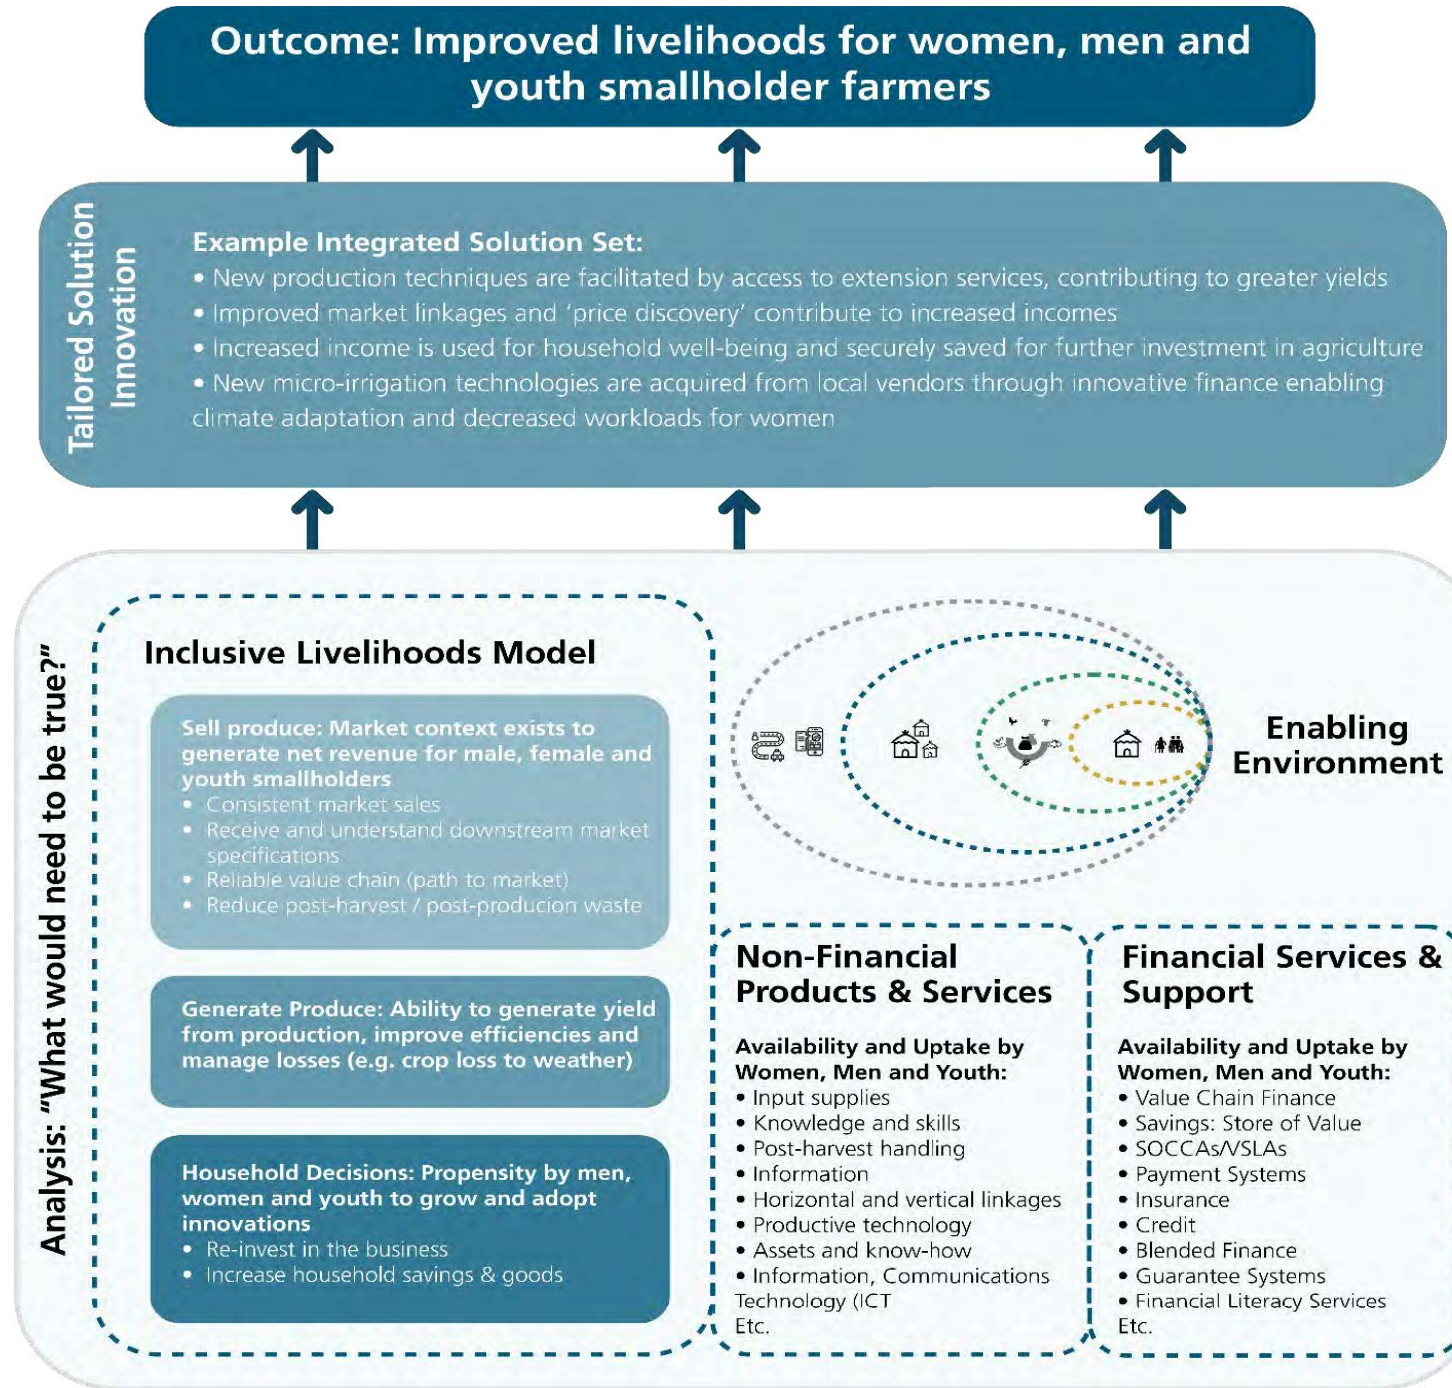 Outcome: Improved livelihoods for women, men and
youth smallholder farmers
Tailored Solution
Innovation
Example Integrated Solution Set:
• New production techniques are facilitated by access to extension services, contributing to greater yields
• Improved market linkages and ‘price discovery’ contribute to increased incomes
• Increased income is used for household well-being and securely saved for further investment in agriculture
• New micro-irrigation technologies are acquired from local vendors through innovative finance enabling
climate adaptation and decreased workloads for women
Analysis: "What would need to be true?"
Inclusive Livelihoods Model
Sell produce: Market context exists to
generate net revenue for male, female and
youth smallholders
• Consistent market sales
• Receive and understand downstream market
specifications
• Reliable value chain (path to market)
• Reduce post-harvest / post-producion waste
Generate Produce: Ability to generate yield
from production, improve efficiencies and
manage losses (e.g. crop loss to weather)
Household Decisions: Propensity by men,
women and youth to grow and adopt
innovations
• Re-invest in the business
• Increase household savings & goods
Enabling
Environment
Non-Financial
Products & Services
Availability and Uptake by
Women, Men and Youth:
• Input supplies
• Knowledge and skills
• Post-harvest handling
• Information
• Horizontal and vertical linkages
• Productive technology
• Assets and know-how
• Information, Communications
Technology (ICT
Etc.
Financial Services &
Support
Availability and Uptake by
Women, Men and Youth:
• Value Chain Finance
• Savings: Store of Value
• SOCCAs/VSLAs
• Payment Systems
• Insurance
• Credit
• Blended Finance
• Guarantee Systems
• Financial Literacy Services
Etc.